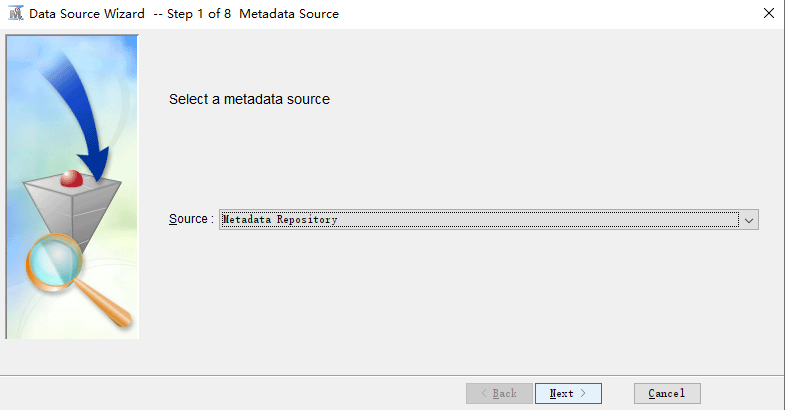 Data Source Wizard  -- Step 1 of 8  Metadata Source
Select a metadata source
Source : Metadata Repository
< Back Next > Cancel